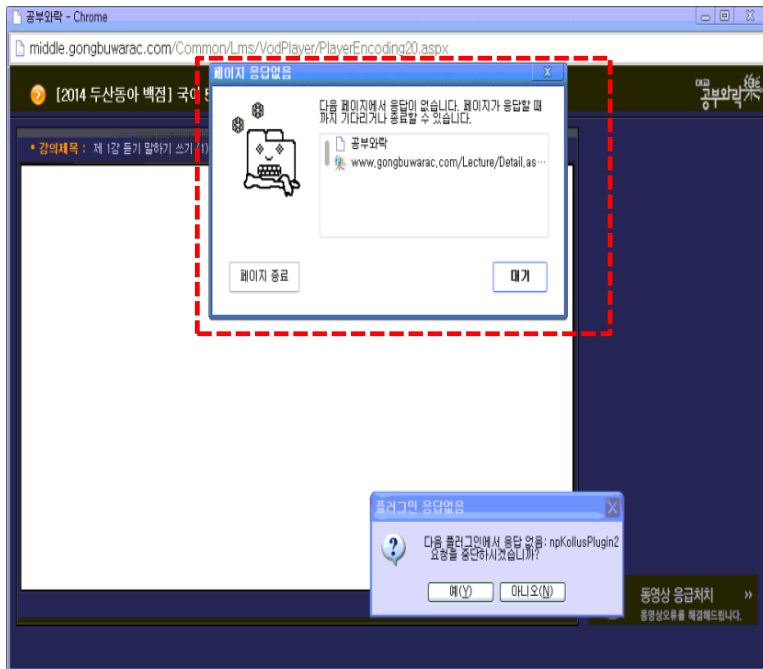 공부와락 - Chrome
middle.gongbuwarac.com/Common/Lms/VodPlayer/PlayerEncoding20.aspx
[2014 두산동아 백점] 국어 5
대교
공부와락
樂
• 강의제목 : 제 1강 듣기 말하기 쓰기 (1)
페이지 응답없음
다음 페이지에서 응답이 없습니다. 페이지가 응답할 때
까지 기다리거나 종료할 수 있습니다.
공부와락
www.gongbuwarac.com/Lecture/Detail.as…
페이지 종료
대기
플러그인 응답없음
다음 플러그인에서 응답 없음: npKollusPlugin2
요청을 중단하시겠습니까?
예(Y)
아니오(N)
동영상 응급처치 »
동영상오류를 해결해드립니다.